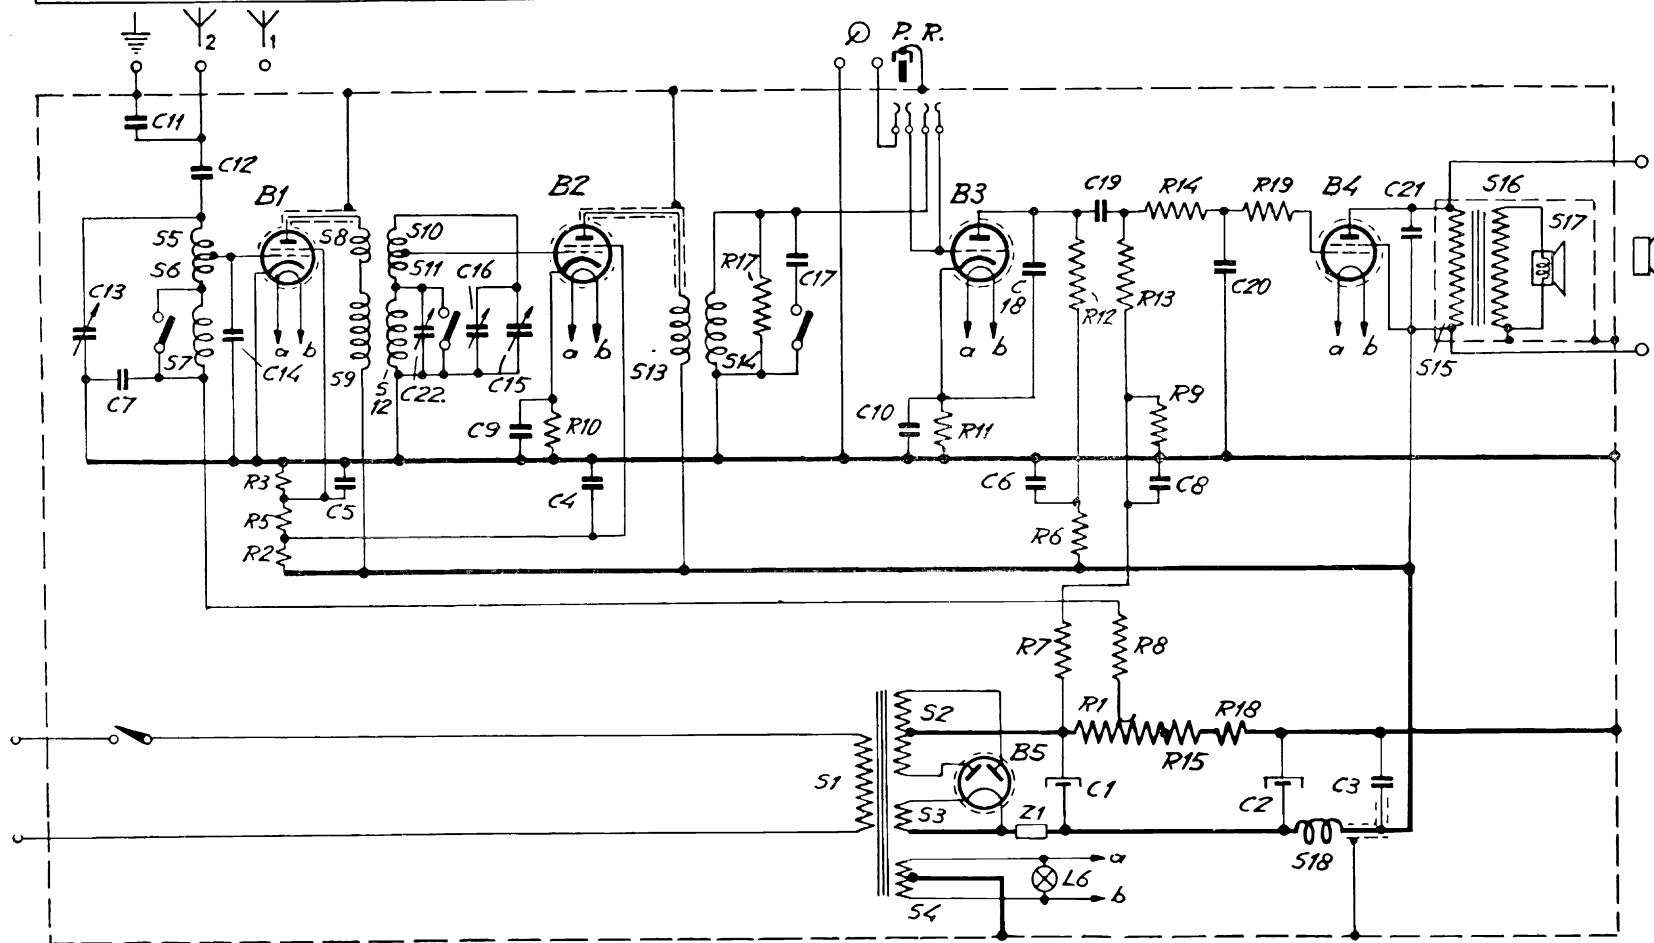 2 1 P. R.
C11
C12 B1 B2 B3 C19 R14 R19 B4 C21 S16
S5 S8 S10 S17
S6 S11 C16 R17 C17 C18 R12 R13 C20
C13
a b a b a b a b
S7 C14 S9 S12 C22. C15 S13 S14 S15
C7 C9 R10 C10 R11 R9
R3 C5 C4 C6 C8
R5
R2 R6
R7 R8
S2 R1 R18
B5 R15
S1 C1 C2 C3
S3 Z1
S18
a
L6
b
S4